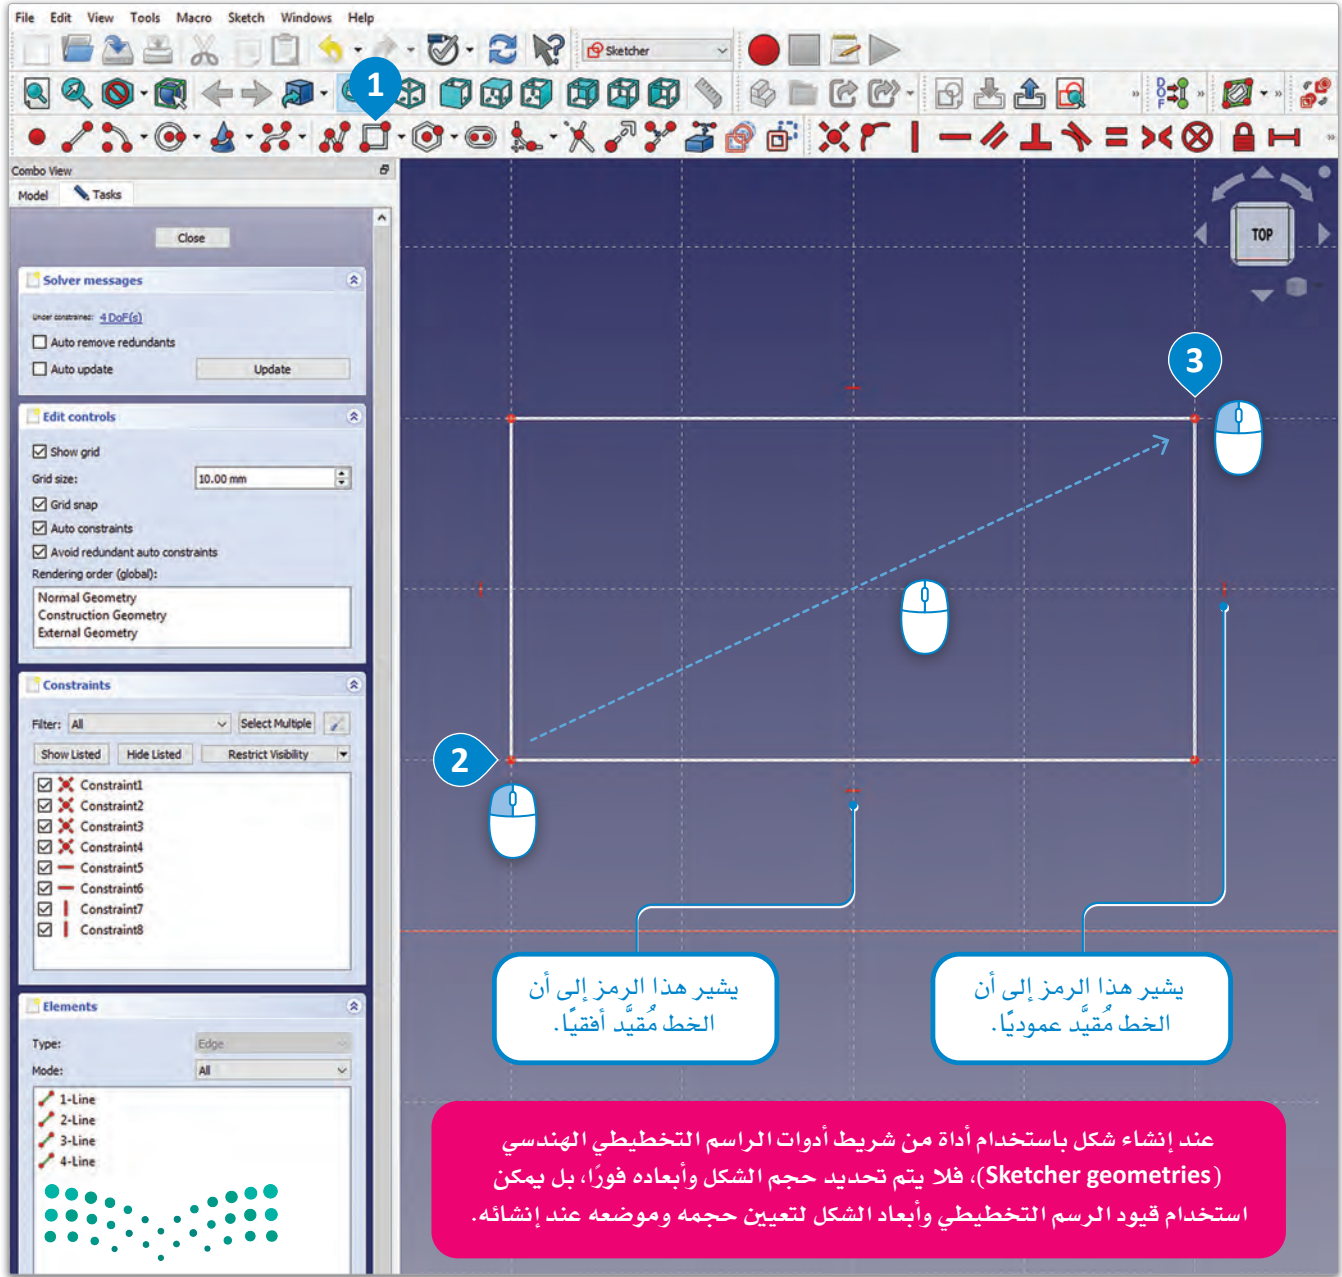 File Edit View Tools Macro Sketch Windows Help
Sketcher
1
Combo View
Model Tasks
Close
Solver messages
Under constrained: 4 DoF(s)
Auto remove redundants
Auto update Update
Edit controls
Show grid
Grid size: 10.00 mm
Grid snap
Auto constraints
Avoid redundant auto constraints
Rendering order (global):
Normal Geometry
Construction Geometry
External Geometry
Constraints
Filter: All Select Multiple
Show Listed Hide Listed Restrict Visibility
Constraint1
Constraint2
Constraint3
Constraint4
Constraint5
Constraint6
Constraint7
Constraint8
Elements
Type: Edge
Mode: All
1-Line
2-Line
3-Line
4-Line
TOP
3
2
يشير هذا الرمز إلى أن
الخط مُقيَّد عموديًا.
يشير هذا الرمز إلى أن
الخط مُقيَّد أفقيًا.
عند إنشاء شكل باستخدام أداة من شريط أدوات الراسم التخطيطي الهندسي
(Sketcher geometries)، فلا يتم تحديد حجم الشكل وأبعاده فورًا، بل يمكن
استخدام قيود الرسم التخطيطي وأبعاد الشكل لتعيين حجمه وموضعه عند إنشائه.